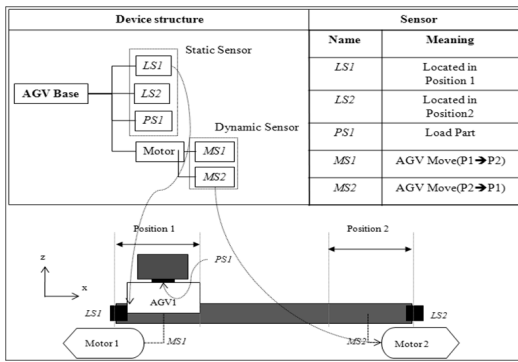 Device structure
Sensor
Static Sensor
Name
Meaning
LS1
AGV Base
LS2
PS1
Dynamic Sensor
Motor
MS1
MS2
LS1
Located in
Position 1
LS2
Located in
Position2
PS1
Load Part
MS1
AGV Move(P1➔P2)
MS2
AGV Move(P2➔P1)
Position 1
Position 2
z
x
PS1
AGV1
LS1
LS2
Motor 1
MS1
MS2
Motor 2